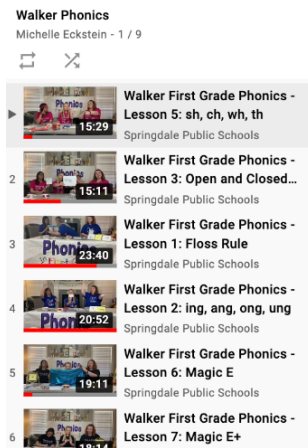 Walker Phonics
Michelle Eckstein - 1 / 9
Walker First Grade Phonics -
Lesson 5: sh, ch, wh, th
Springdale Public Schools
Phonics
15:29
2
Walker First Grade Phonics -
Lesson 3: Open and Closed...
Springdale Public Schools
15:11
3
Walker First Grade Phonics -
Lesson 1: Floss Rule
Springdale Public Schools
23:40
4
Walker First Grade Phonics -
Lesson 2: ing, ang, ong, ung
Springdale Public Schools
20:52
5
Walker First Grade Phonics -
Lesson 6: Magic E
Springdale Public Schools
19:11
6
Walker First Grade Phonics -
Lesson 7: Magic E+
18:14